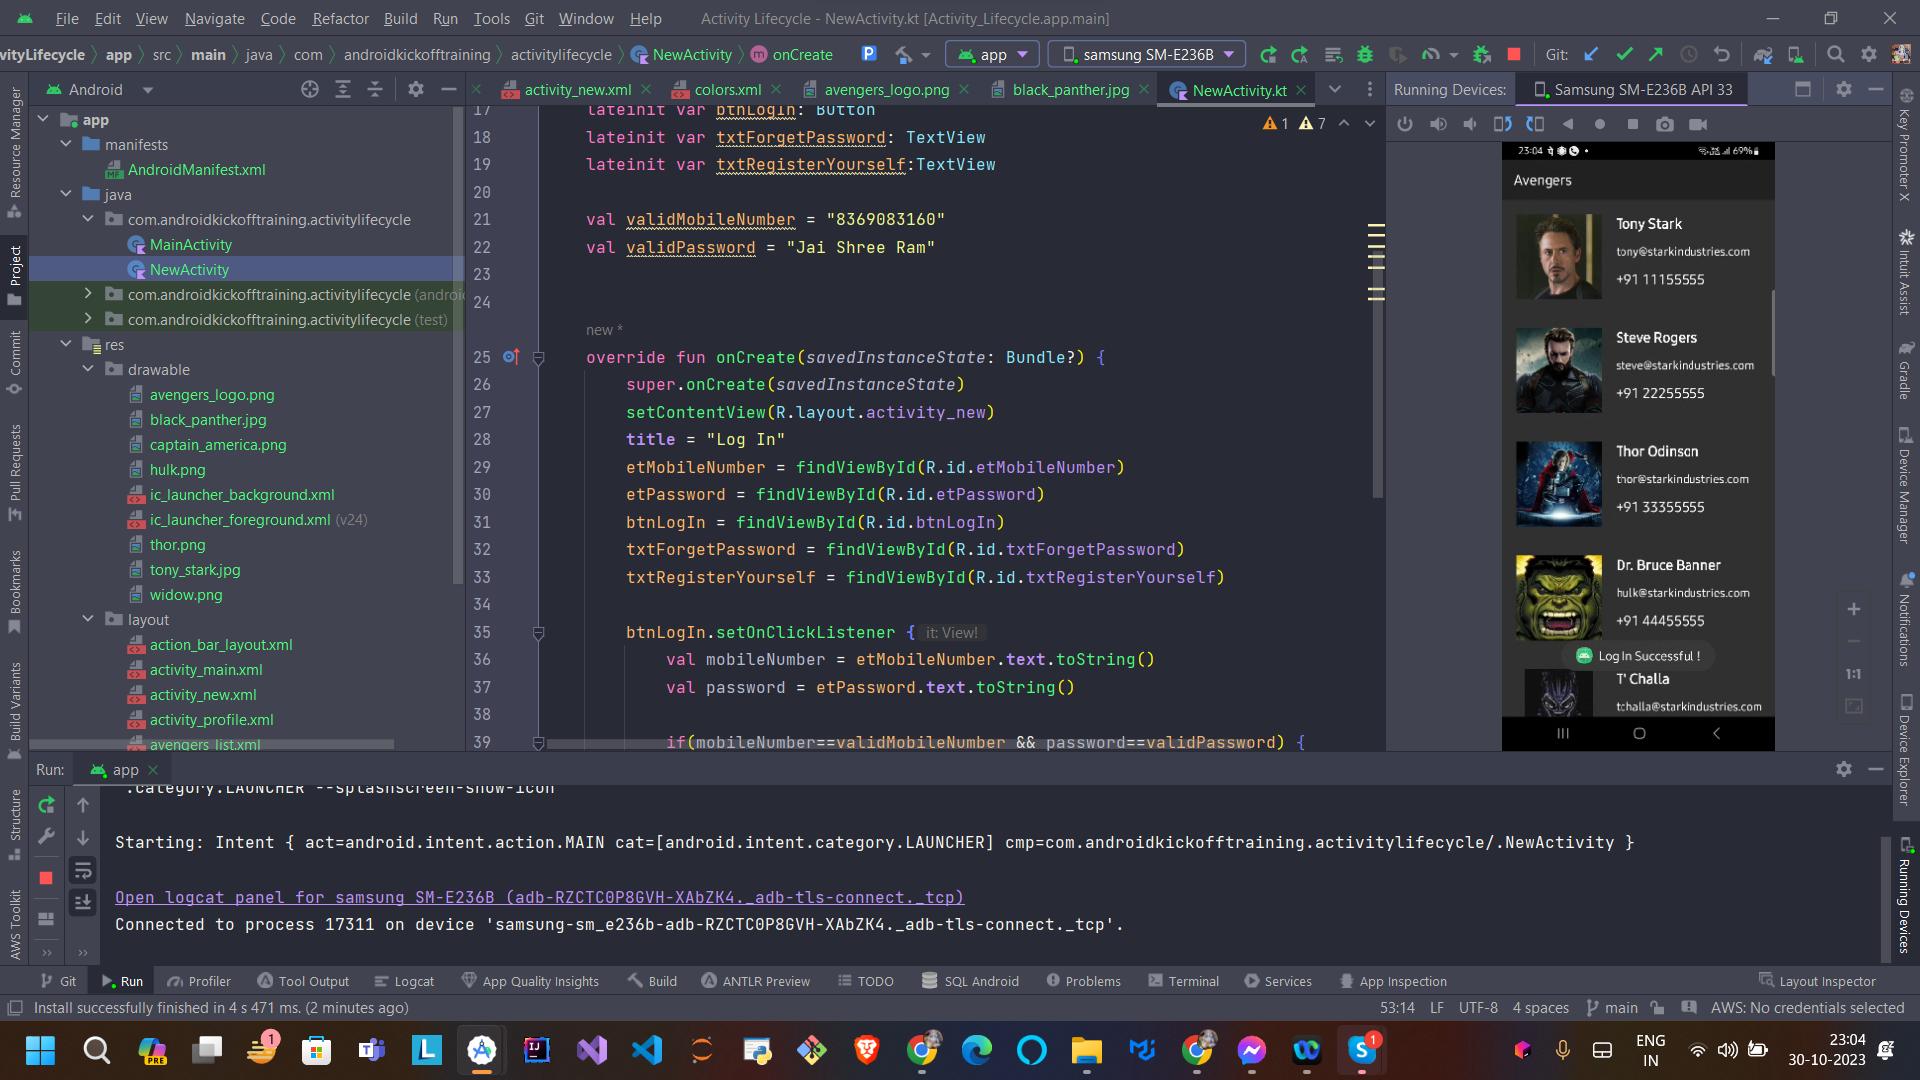 File Edit View Navigate Code Refactor Build Run Tools Git Window Help Activity Lifecycle - NewActivity.kt [Activity_Lifecycle.app.main]
vityLifecycle app src main java com androidkickofftraining activitylifecycle NewActivity onCreate app samsung SM-E236B Git:
Android activity_new.xml colors.xml avengers_logo.png black_panther.jpg NewActivity.kt Running Devices: Samsung SM-E236B API 33
Resource Manager
Project
Commit
Pull Requests
Bookmarks
Build Variants
Structure
AWS Toolkit
app
manifests
AndroidManifest.xml
java
com.androidkickofftraining.activitylifecycle
MainActivity
NewActivity
com.androidkickofftraining.activitylifecycle (androi
com.androidkickofftraining.activitylifecycle (test)
res
drawable
avengers_logo.png
black_panther.jpg
captain_america.png
hulk.png
ic_launcher_background.xml
ic_launcher_foreground.xml (v24)
thor.png
tony_stark.jpg
widow.png
layout
action_bar_layout.xml
activity_main.xml
activity_new.xml
activity_profile.xml
avengers_list.xml
1 7
17 lateinit var btnLogIn: Button
18 lateinit var txtForgetPassword: TextView
19 lateinit var txtRegisterYourself:TextView
20
21 val validMobileNumber = "8369083160"
22 val validPassword = "Jai Shree Ram"
23
24
new *
25 override fun onCreate(savedInstanceState: Bundle?) {
26 super.onCreate(savedInstanceState)
27 setContentView(R.layout.activity_new)
28 title = "Log In"
29 etMobileNumber = findViewById(R.id.etMobileNumber)
30 etPassword = findViewById(R.id.etPassword)
31 btnLogIn = findViewById(R.id.btnLogIn)
32 txtForgetPassword = findViewById(R.id.txtForgetPassword)
33 txtRegisterYourself = findViewById(R.id.txtRegisterYourself)
34
35 btnLogIn.setOnClickListener { it: View!
36 val mobileNumber = etMobileNumber.text.toString()
37 val password = etPassword.text.toString()
38
39 if(mobileNumber==validMobileNumber && password==validPassword) {
23:04 69%
Avengers
Tony Stark
tony@starkindustries.com
+91 11155555
Steve Rogers
steve@starkindustries.com
+91 22255555
Thor Odinson
thor@starkindustries.com
+91 33355555
Dr. Bruce Banner
hulk@starkindustries.com
+91 44455555
Log In Successful !
T' Challa
tchalla@starkindustries.com
1:1
Key Promoter X
Intuit Assist
Gradle
Device Manager
Notifications
Device Explorer
Running Devices
Run: app
.category.LAUNCHER --splashscreen-show-icon
Starting: Intent { act=android.intent.action.MAIN cat=[android.intent.category.LAUNCHER] cmp=com.androidkickofftraining.activitylifecycle/.NewActivity }
Open logcat panel for samsung SM-E236B (adb-RZCTC0P8GVH-XAbZK4._adb-tls-connect._tcp)
Connected to process 17311 on device 'samsung-sm_e236b-adb-RZCTC0P8GVH-XAbZK4._adb-tls-connect._tcp'.
Git Run Profiler Tool Output Logcat App Quality Insights Build ANTLR Preview TODO SQL Android Problems Terminal Services App Inspection Layout Inspector
Install successfully finished in 4 s 471 ms. (2 minutes ago) 53:14 LF UTF-8 4 spaces main AWS: No credentials selected
PRE 1 L IJ 1 ENG
IN
23:04
30-10-2023